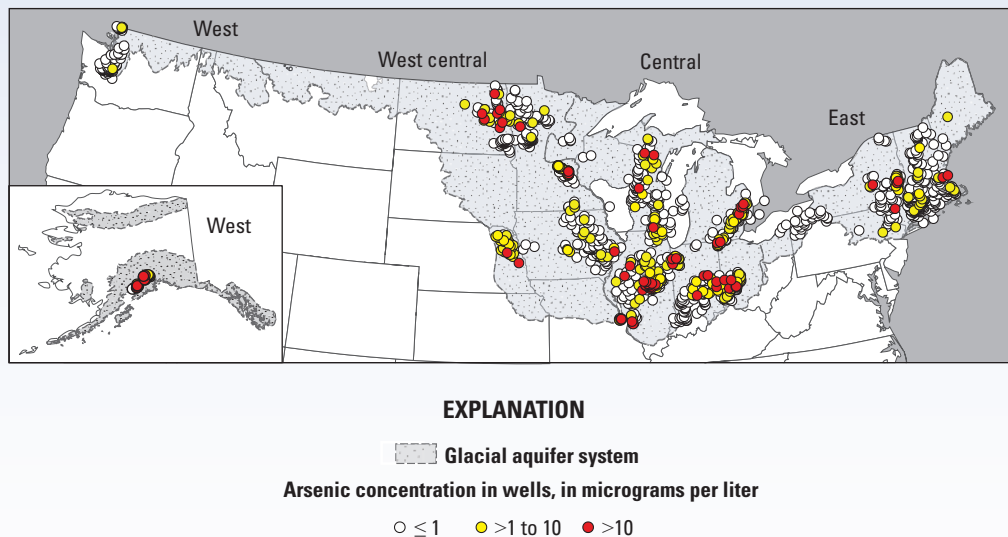 West
West central
Central
East
West
EXPLANATION
Glacial aquifer system
Arsenic concentration in wells, in micrograms per liter
≤ 1 >1 to 10 >10